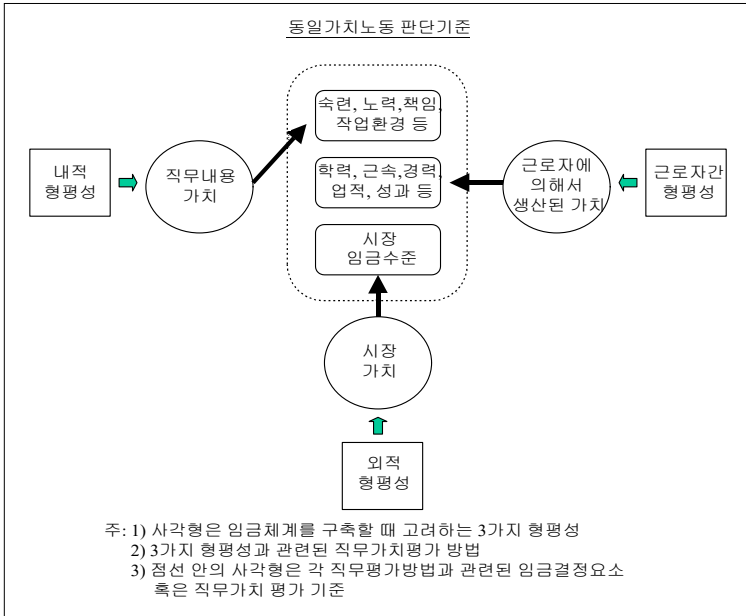 동일가치노동 판단기준
숙련, 노력,책임,
작업환경 등
내적
형평성
직무내용
가치
학력, 근속,경력,
업적, 성과 등
근로자에
의해서
생산된 가치
근로자간
형평성
시장
임금수준
시장
가치
외적
형평성
주: 1) 사각형은 임금체계를 구축할 때 고려하는 3가지 형평성
2) 3가지 형평성과 관련된 직무가치평가 방법
3) 점선 안의 사각형은 각 직무평가방법과 관련된 임금결정요소
혹은 직무가치 평가 기준